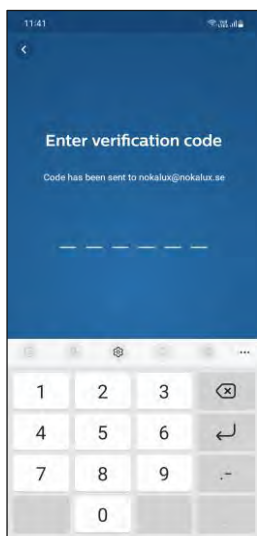 11:41
Enter verification code
Code has been sent to nokalux@nokalux.se
1 2 3
4 5 6
7 8 9 .-
0